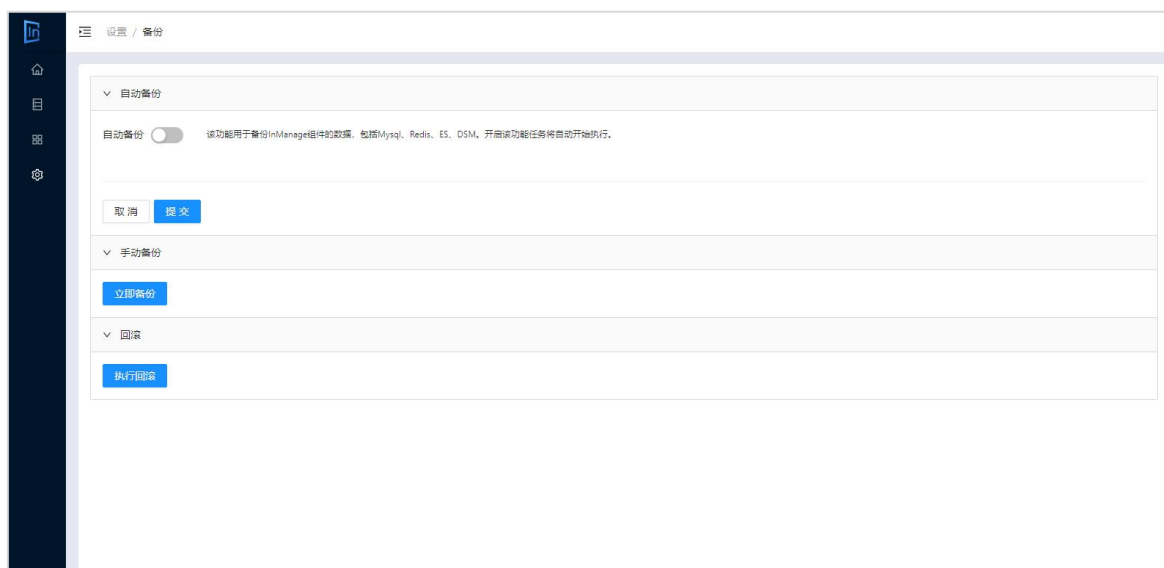 In
设置 / 备份
自动备份
自动备份 该功能用于备份InManage组件的数据，包括Mysql、Redis、ES、DSM。开启该功能任务将自动开始执行。
取 消 提 交
手动备份
立即备份
回滚
执行回滚